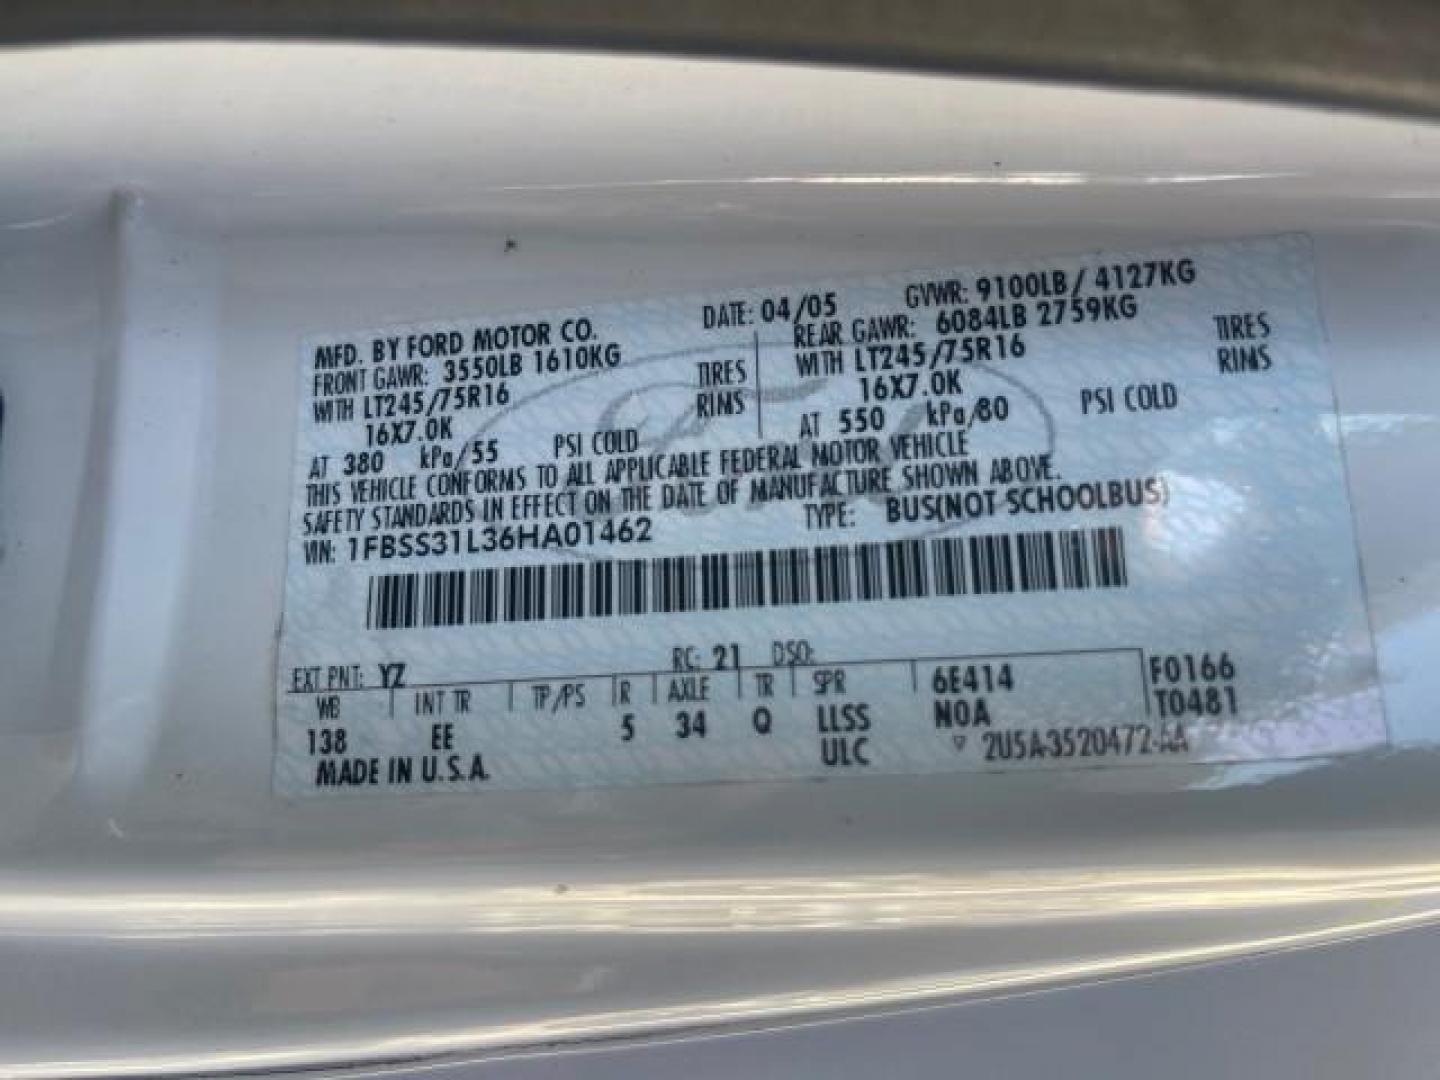 MFD. BY FORD MOTOR CO. DATE: 04/05 GVWR: 9100LB / 4127KG
FRONT GAWR: 3550LB 1610KG REAR GAWR: 6084LB 2759KG
WITH LT245/75R16 TIRES WITH LT245/75R16 TIRES
16X7.0K RIMS 16X7.0K RIMS
AT 380 kPa/55 PSI COLD AT 550 kPa/80 PSI COLD
THIS VEHICLE CONFORMS TO ALL APPLICABLE FEDERAL MOTOR VEHICLE
SAFETY STANDARDS IN EFFECT ON THE DATE OF MANUFACTURE SHOWN ABOVE.
VIN: 1FBSS31L36HA01462 TYPE: BUS(NOT SCHOOLBUS)
EXT PNT: YZ RC: 21 DSO:
WB INT TR TP/PS R AXLE TR SPR 6E414 F0166
138 EE 5 34 Q LLSS N0A T0481
MADE IN U.S.A. ULC ▽ 2U5A-3520472-AA